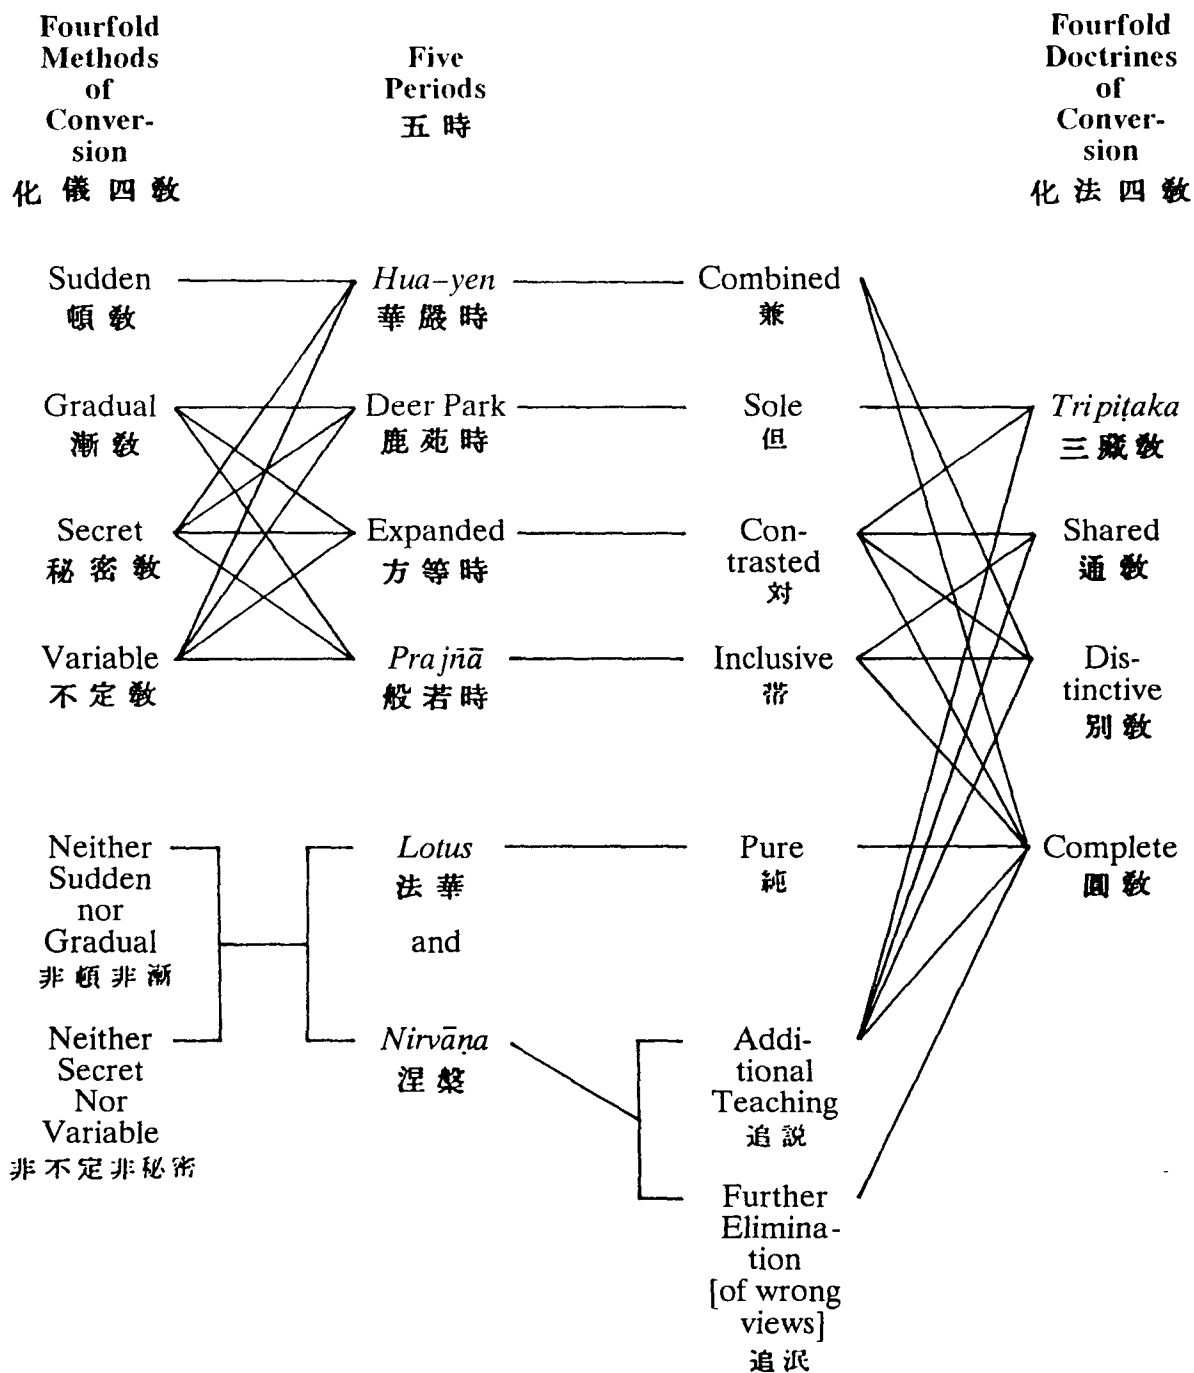 Fourfold
Methods
of
Conver-
sion
化儀四教
Five
Periods
五時
Fourfold
Doctrines
of
Conver-
sion
化法四教
Sudden
頓教
Hua-yen
華嚴時
Combined
兼
Gradual
漸教
Deer Park
鹿苑時
Sole
但
Tripiṭaka
三藏教
Secret
秘密教
Expanded
方等時
Con-
trasted
対
Shared
通教
Variable
不定教
Prajñā
般若時
Inclusive
帯
Dis-
tinctive
別教
Neither
Sudden
nor
Gradual
非頓非漸
Lotus
法華
and
Pure
純
Complete
圓教
Neither
Secret
Nor
Variable
非不定非秘密
Nirvāṇa
涅槃
Addi-
tional
Teaching
追説
Further
Elimina-
tion
[of wrong
views]
追泯